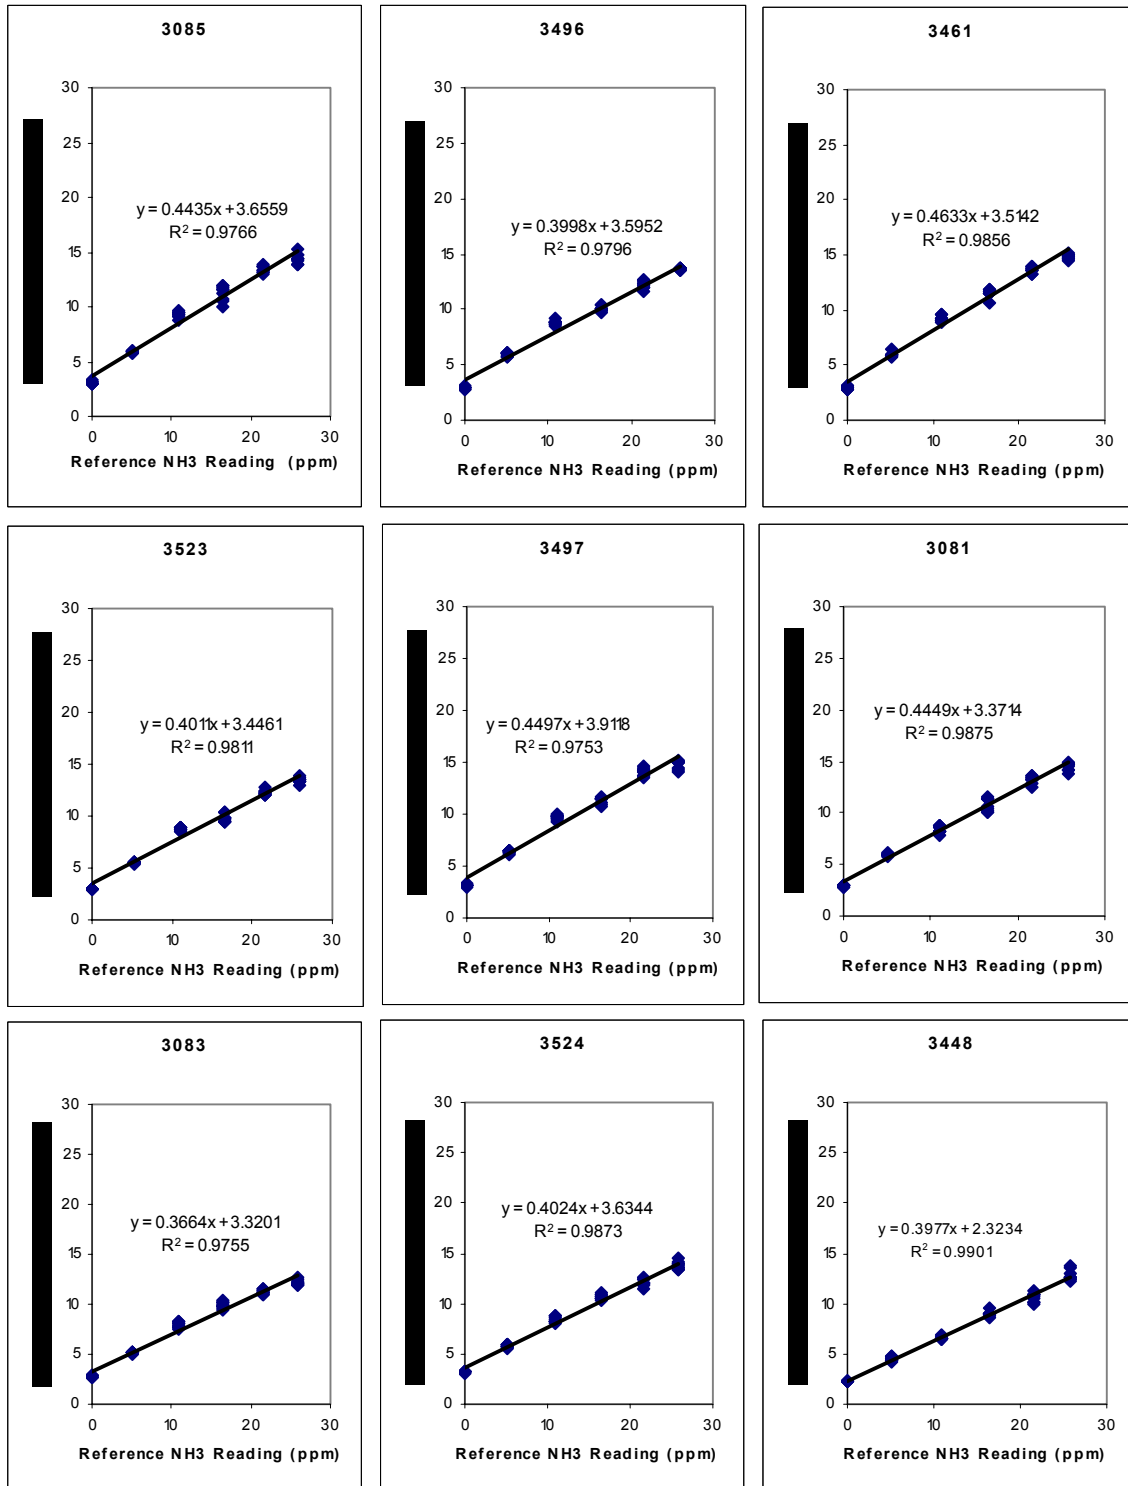 3085
30
25
20
15
10
5
0
y = 0.4435x + 3.6559
R² = 0.9766
0 10 20 30
Reference NH3 Reading (ppm)
3496
30
25
20
15
10
5
0
y = 0.3998x + 3.5952
R² = 0.9796
0 10 20 30
Reference NH3 Reading (ppm)
3461
30
25
20
15
10
5
0
y = 0.4633x + 3.5142
R² = 0.9856
0 10 20 30
Reference NH3 Reading (ppm)
3523
30
25
20
15
10
5
0
y = 0.4011x + 3.4461
R² = 0.9811
0 10 20 30
Reference NH3 Reading (ppm)
3497
30
25
20
15
10
5
0
y = 0.4497x + 3.9118
R² = 0.9753
0 10 20 30
Reference NH3 Reading (ppm)
3081
30
25
20
15
10
5
0
y = 0.4449x + 3.3714
R² = 0.9875
0 10 20 30
Reference NH3 Reading (ppm)
3083
30
25
20
15
10
5
0
y = 0.3664x + 3.3201
R² = 0.9755
0 10 20 30
Reference NH3 Reading (ppm)
3524
30
25
20
15
10
5
0
y = 0.4024x + 3.6344
R² = 0.9873
0 10 20 30
Reference NH3 Reading (ppm)
3448
30
25
20
15
10
5
0
y = 0.3977x + 2.3234
R² = 0.9901
0 10 20 30
Reference NH3 Reading (ppm)